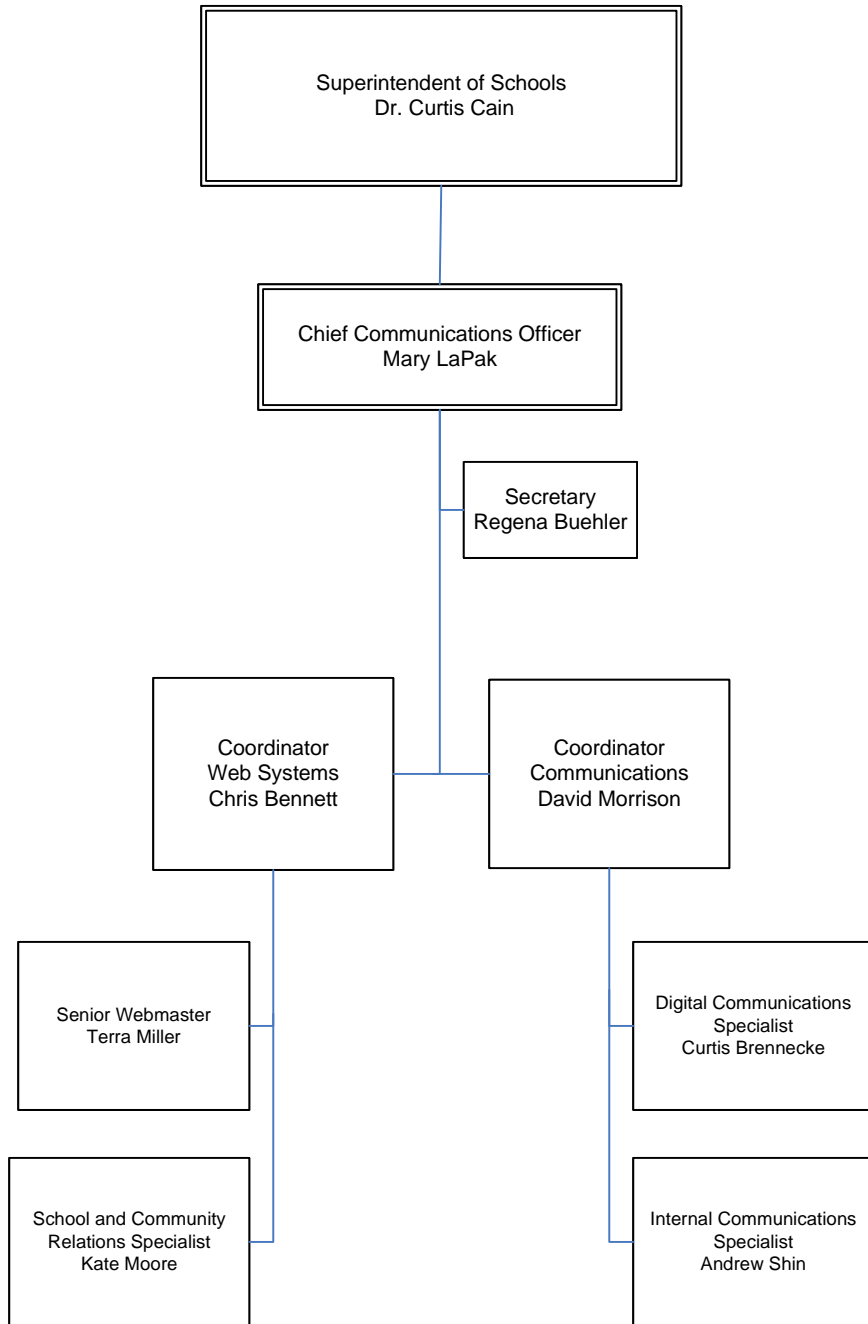 Superintendent of Schools
Dr. Curtis Cain
Chief Communications Officer
Mary LaPak
Secretary
Regena Buehler
Coordinator
Web Systems
Chris Bennett
Coordinator
Communications
David Morrison
Senior Webmaster
Terra Miller
Digital Communications
Specialist
Curtis Brennecke
School and Community
Relations Specialist
Kate Moore
Internal Communications
Specialist
Andrew Shin